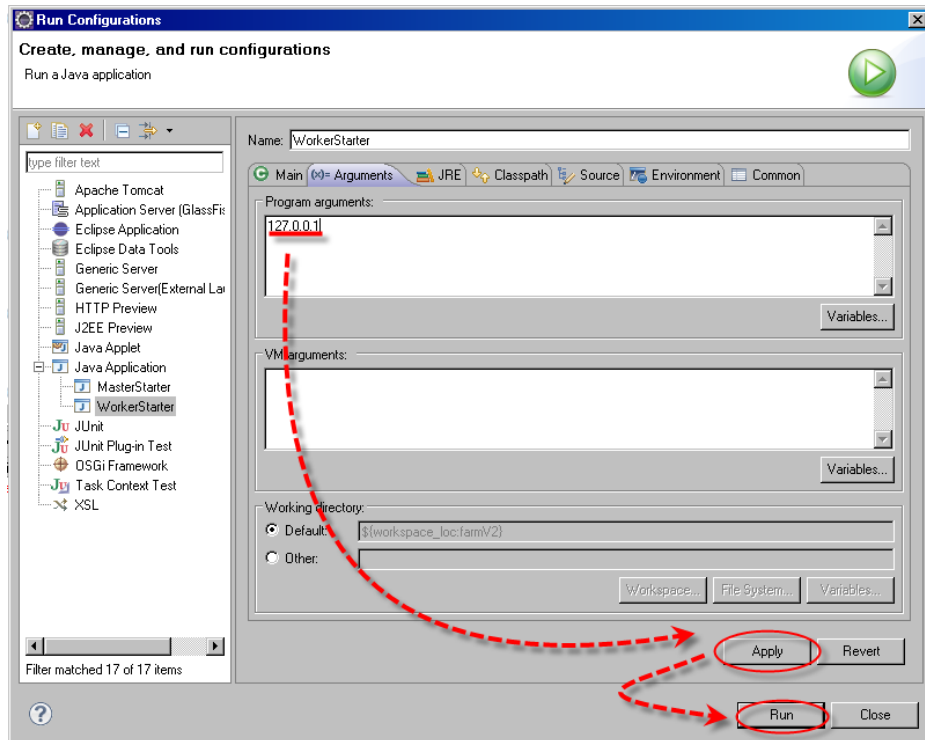 Run Configurations
Create, manage, and run configurations
Run a Java application
type filter text
Apache Tomcat
Application Server (GlassFis
Eclipse Application
Eclipse Data Tools
Generic Server
Generic Server(External Lau
HTTP Preview
J2EE Preview
Java Applet
Java Application
MasterStarter
WorkerStarter
JUnit
JUnit Plug-in Test
OSGi Framework
Task Context Test
XSL
Filter matched 17 of 17 items
Name: WorkerStarter
Main (x)= Arguments JRE Classpath Source Environment Common
Program arguments:
127.0.0.1
Variables...
VM arguments:
Variables...
Working directory:
Default: ${workspace_loc:farmV2}
Other:
Workspace... File System... Variables...
Apply Revert
Run Close